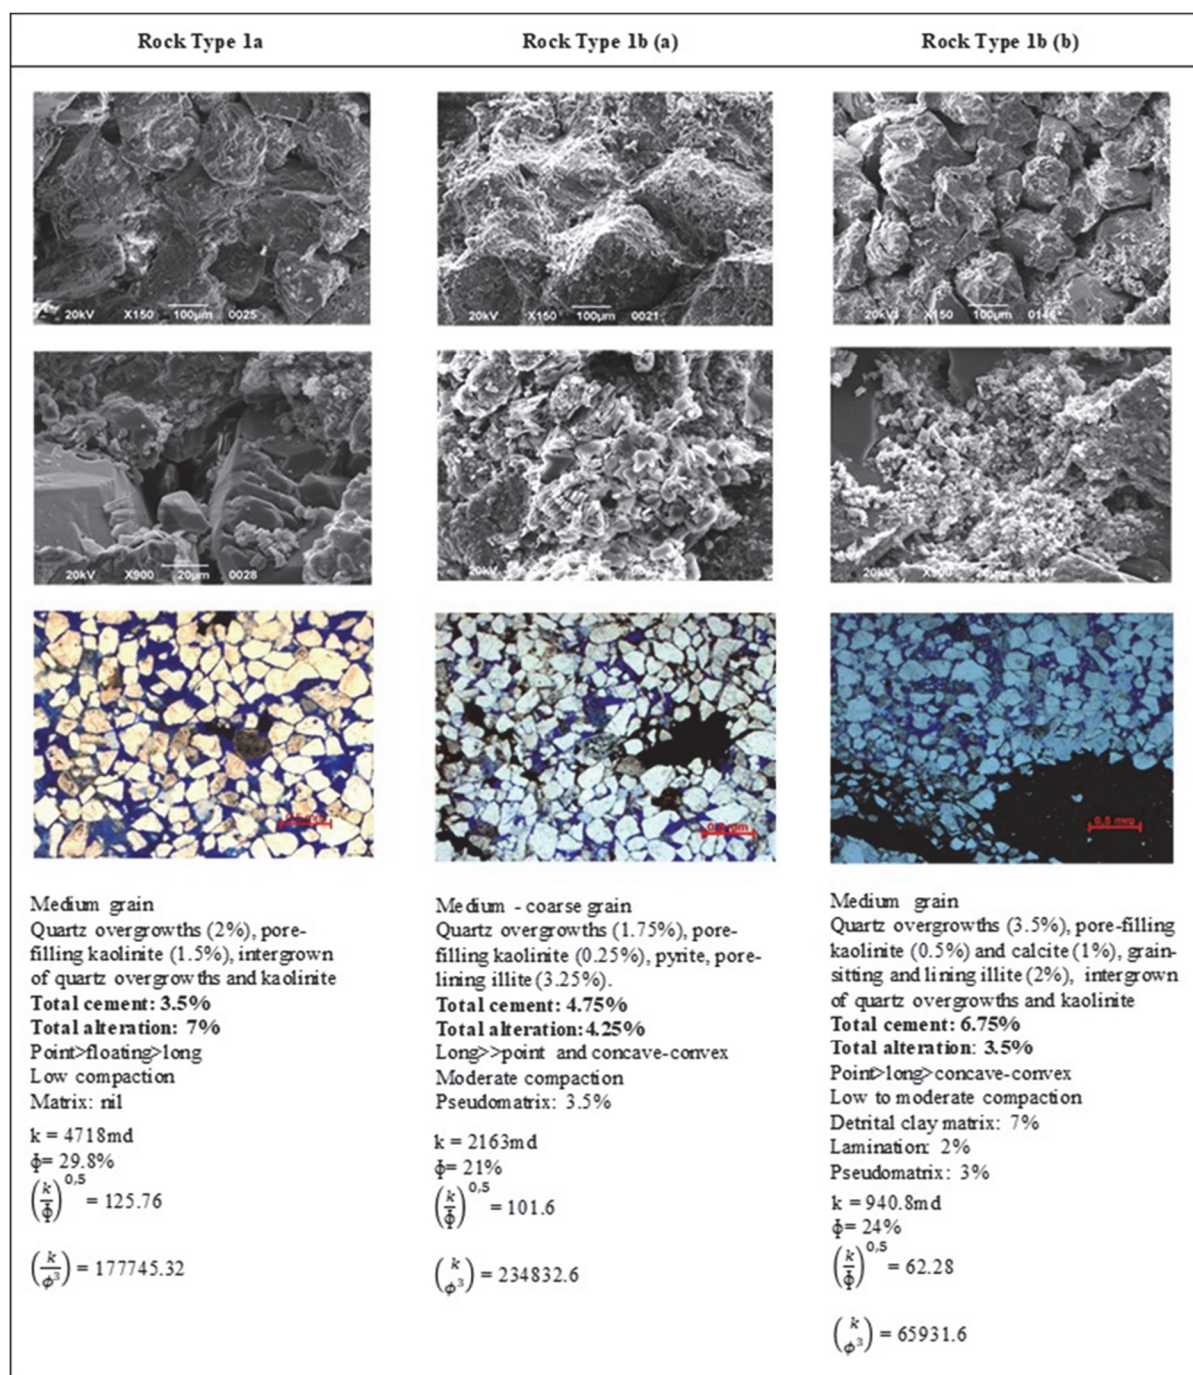 Rock Type 1a
Rock Type 1b (a)
Rock Type 1b (b)
20kV X150 100μm 0025
20kV X150 100μm 0021
20kV X150 100μm
20kV X900 20μm 0028
20kV
20kV
0.5
Medium grain
Quartz overgrowths (2%), pore-
filling kaolinite (1.5%), intergrown
of quartz overgrowths and kaolinite
Total cement: 3.5%
Total alteration: 7%
Point>floating>long
Low compaction
Matrix: nil
k = 4718md
ϕ= 29.8%
(k/Φ)^0,5 = 125.76
(k/ϕ^3) = 177745.32
Medium - coarse grain
Quartz overgrowths (1.75%), pore-
filling kaolinite (0.25%), pyrite, pore-
lining illite (3.25%).
Total cement: 4.75%
Total alteration:4.25%
Long>>point and concave-convex
Moderate compaction
Pseudomatrix: 3.5%
k = 2163md
ϕ= 21%
(k/Φ)^0,5 = 101.6
(k ϕ^3) = 234832.6
Medium grain
Quartz overgrowths (3.5%), pore-filling
kaolinite (0.5%) and calcite (1%), grain-
sitting and lining illite (2%), intergrown
of quartz overgrowths and kaolinite
Total cement: 6.75%
Total alteration: 3.5%
Point>long>concave-convex
Low to moderate compaction
Detrital clay matrix: 7%
Lamination: 2%
Pseudomatrix: 3%
k = 940.8md
ϕ= 24%
(k/Φ)^0,5 = 62.28
(k ϕ^3) = 65931.6